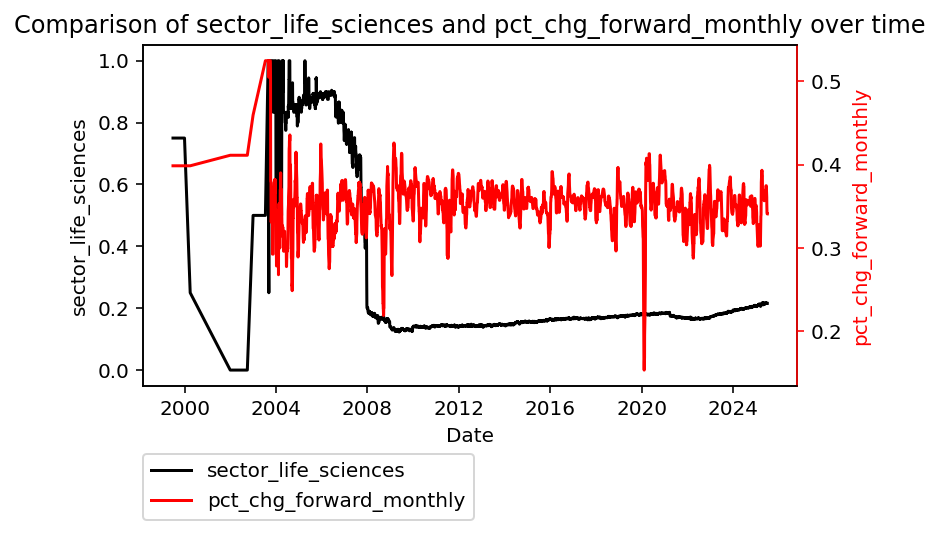 Comparison of sector_life_sciences and pct_chg_forward_monthly over time
1.0
0.8
0.6
0.4
0.2
0.0
sector_life_sciences
0.5
0.4
0.3
0.2
pct_chg_forward_monthly
2000 2004 2008 2012 2016 2020 2024
Date
sector_life_sciences
pct_chg_forward_monthly